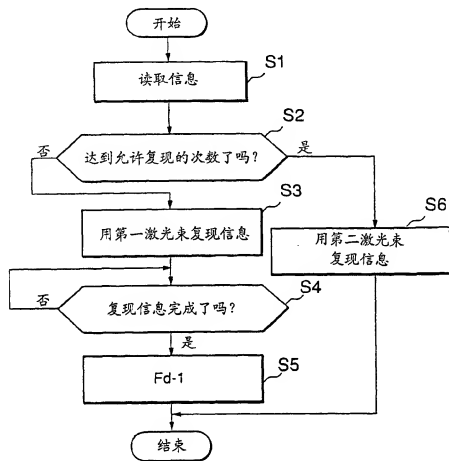 开始
S1
读取信息
S2
达到允许复现的次数了吗?
否
是
S3
用第一激光束复现信息
S6
用第二激光束
复现信息
S4
复现信息完成了吗?
否
是
S5
Fd-1
结束